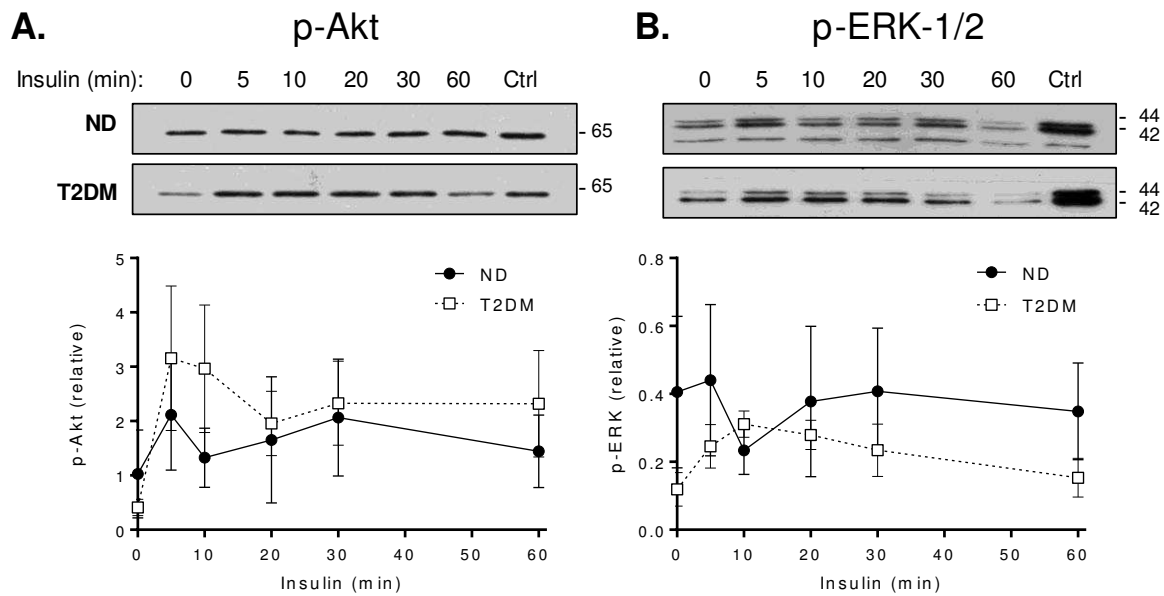 A.
p-Akt
Insulin (min): 0 5 10 20 30 60 Ctrl
ND
- 65
T2DM
- 65
5
4
3
2
1
0
p-Akt (relative)
ND
T2DM
0 10 20 30 40 50 60
Insulin (min)
B.
p-ERK-1/2
0 5 10 20 30 60 Ctrl
- 44
- 42
- 44
- 42
0.8
0.6
0.4
0.2
0.0
p-ERK (relative)
ND
T2DM
0 10 20 30 40 50 60
Insulin (min)